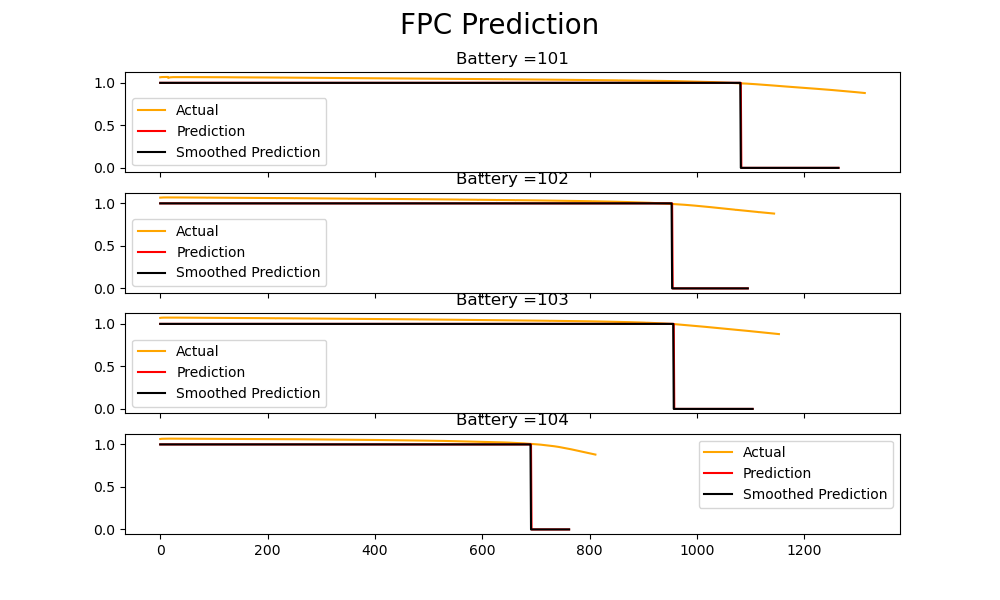 FPC Prediction
Battery =101
1.0
0.5
0.0
Actual
Prediction
Smoothed Prediction
Battery =102
1.0
0.5
0.0
Actual
Prediction
Smoothed Prediction
Battery =103
1.0
0.5
0.0
Actual
Prediction
Smoothed Prediction
Battery =104
1.0
0.5
0.0
Actual
Prediction
Smoothed Prediction
0 200 400 600 800 1000 1200